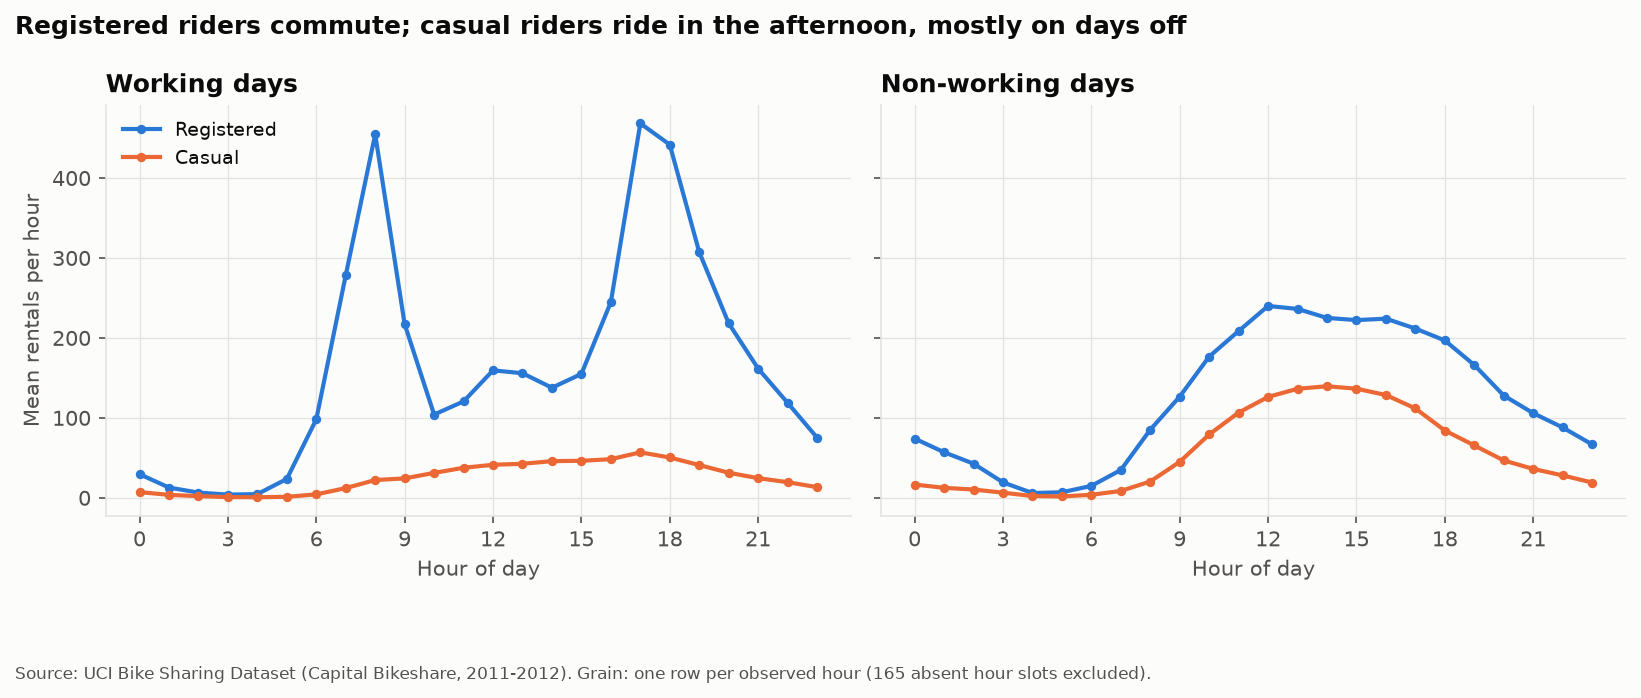 Registered riders commute; casual riders ride in the afternoon, mostly on days off
Working days
Registered
Casual
Mean rentals per hour
400
300
200
100
0
0 3 6 9 12 15 18 21
Hour of day
Non-working days
0 3 6 9 12 15 18 21
Hour of day
Source: UCI Bike Sharing Dataset (Capital Bikeshare, 2011-2012). Grain: one row per observed hour (165 absent hour slots excluded).